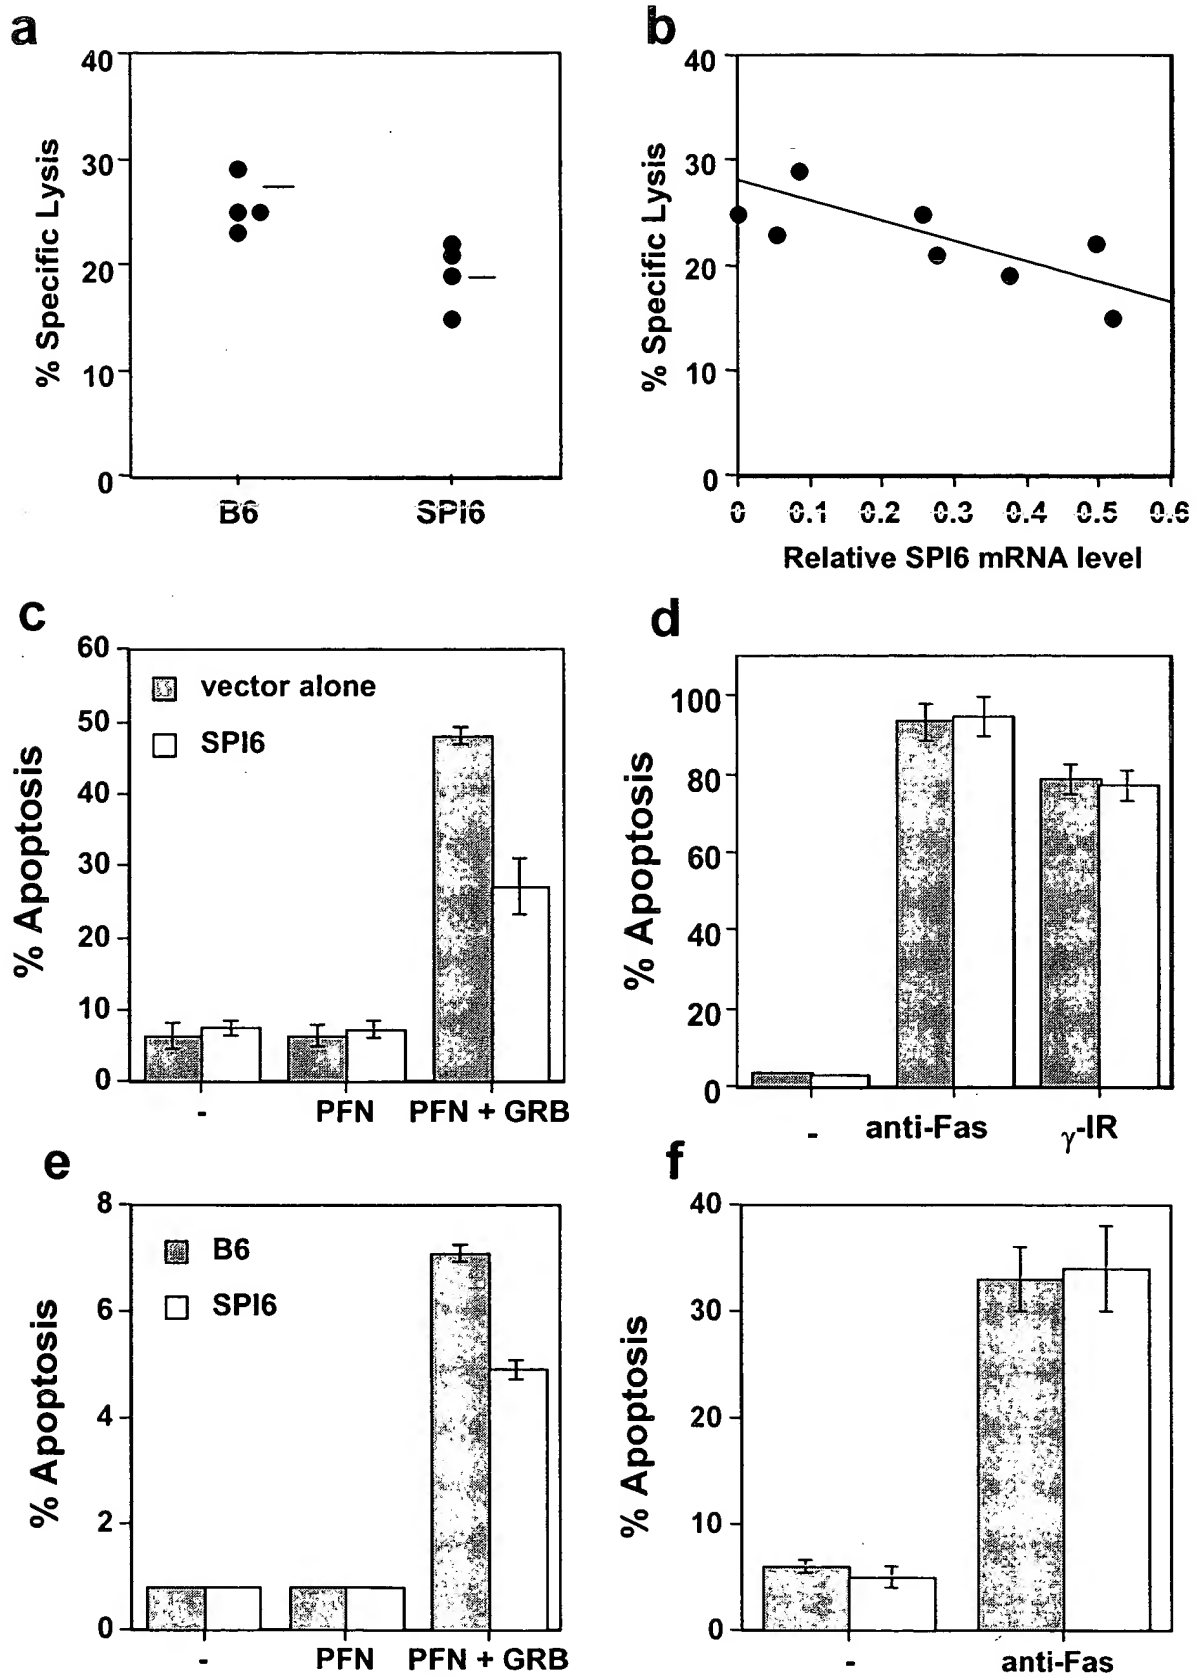 a
40
30
20
10
0
% Specific Lysis
B6
SPI6
b
40
30
20
10
0
% Specific Lysis
0 0.1 0.2 0.3 0.4 0.5 0.6
Relative SPI6 mRNA level
c
60
50
40
30
20
10
0
% Apoptosis
vector alone
SPI6
- PFN PFN + GRB
d
100
80
60
40
20
0
% Apoptosis
- anti-Fas γ-IR
e
8
6
4
2
0
% Apoptosis
B6
SPI6
- PFN PFN + GRB
f
40
30
20
10
0
% Apoptosis
- anti-Fas